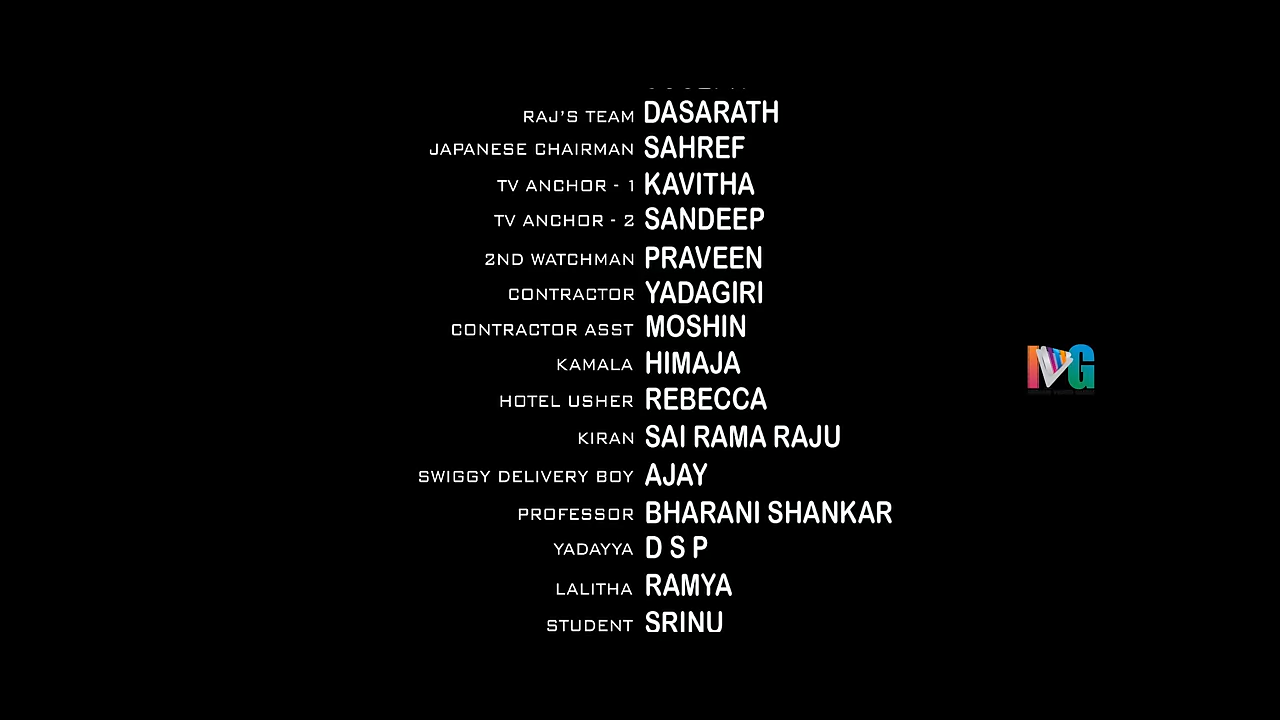 RAJ'S TEAM DASARATH
JAPANESE CHAIRMAN SAHREF
TV ANCHOR - 1 KAVITHA
TV ANCHOR - 2 SANDEEP
2ND WATCHMAN PRAVEEN
CONTRACTOR YADAGIRI
CONTRACTOR ASST MOSHIN
KAMALA HIMAJA
HOTEL USHER REBECCA
KIRAN SAI RAMA RAJU
SWIGGY DELIVERY BOY AJAY
PROFESSOR BHARANI SHANKAR
YADAYYA D S P
LALITHA RAMYA
STUDENT SRINU